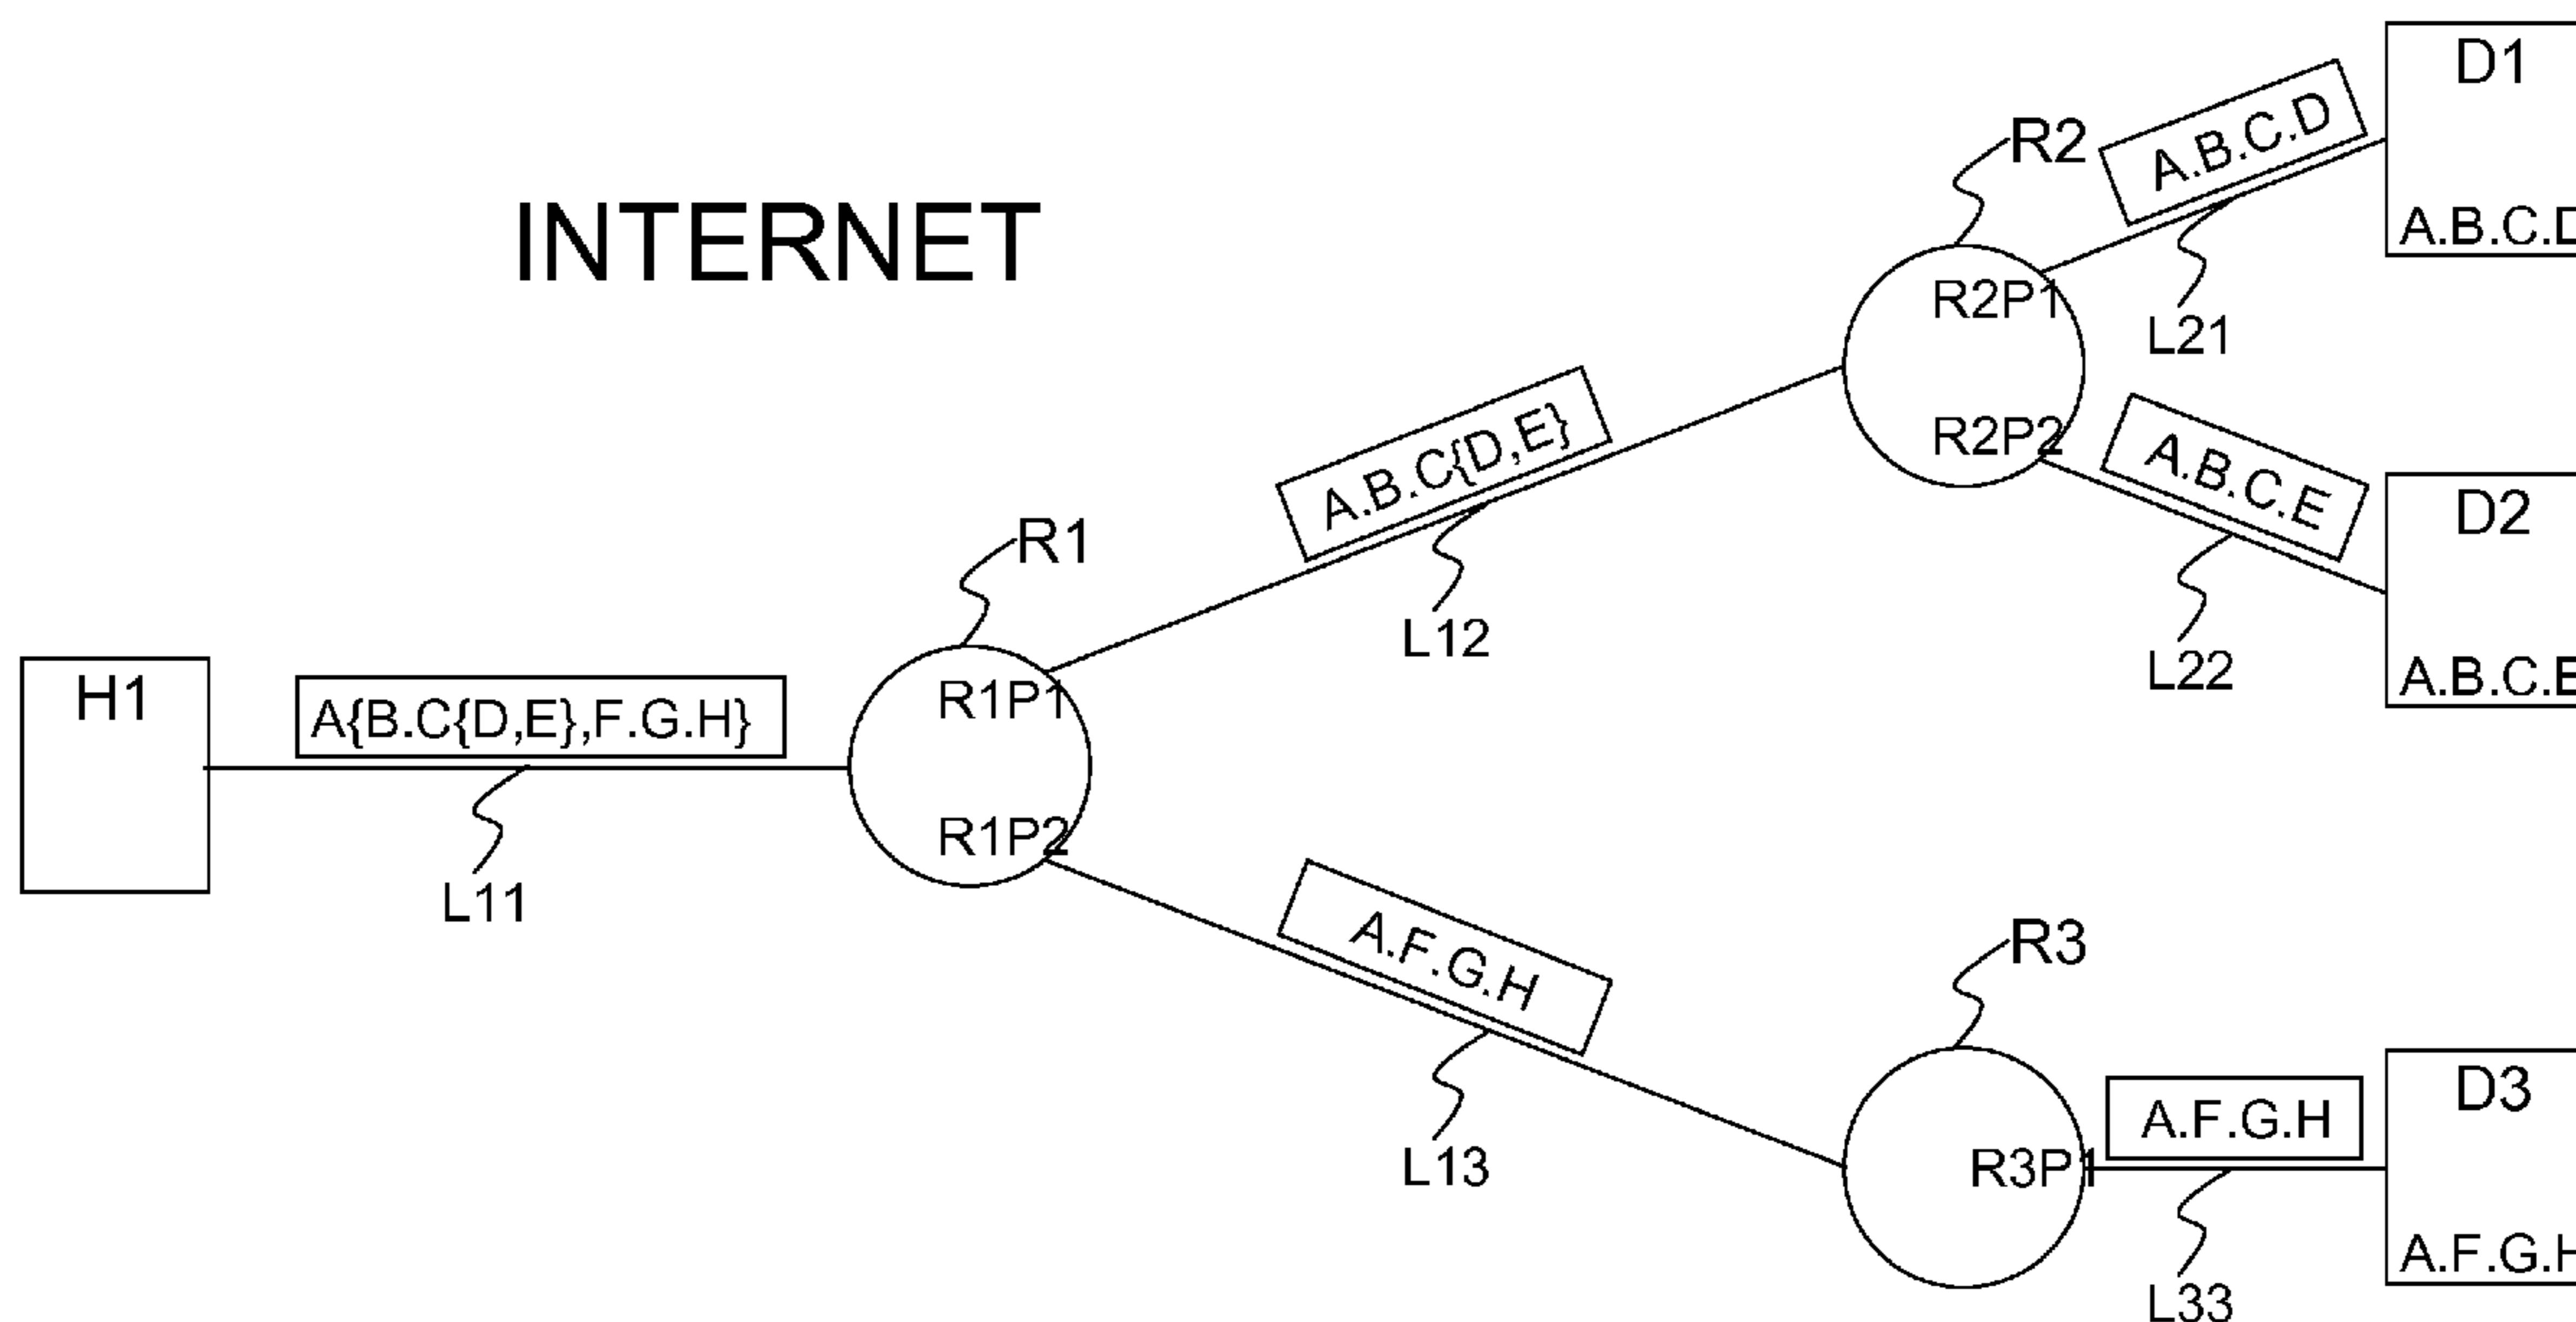 D1
A.B.C.D
R2
A.B.C.D
INTERNET
R2P1
L21
A.B.C{D,E}
R2P2
A.B.C.E
D2
R1
L12
L22
A.B.C.E
H1
A{B.C{D,E},F.G.H}
R1P1
R1P2
L11
A.F.G.H
R3
L13
D3
A.F.G.H
R3P1
A.F.G.H
L33